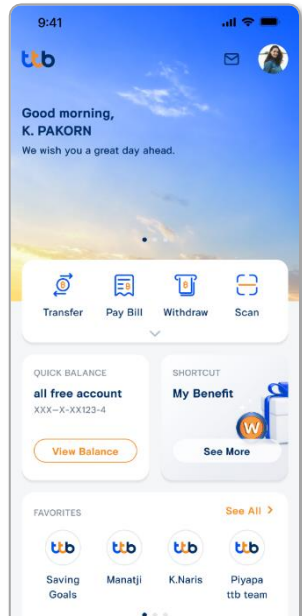 9:41
ttb
Good morning,
K. PAKORN
We wish you a great day ahead.
Transfer
Pay Bill
Withdraw
Scan
QUICK BALANCE
all free account
XXX-X-XX123-4
View Balance
SHORTCUT
My Benefit
W
See More
FAVORITES
See All >
ttb
ttb
ttb
ttb
Saving
Goals
Manatji
K.Naris
Piyapa
ttb team